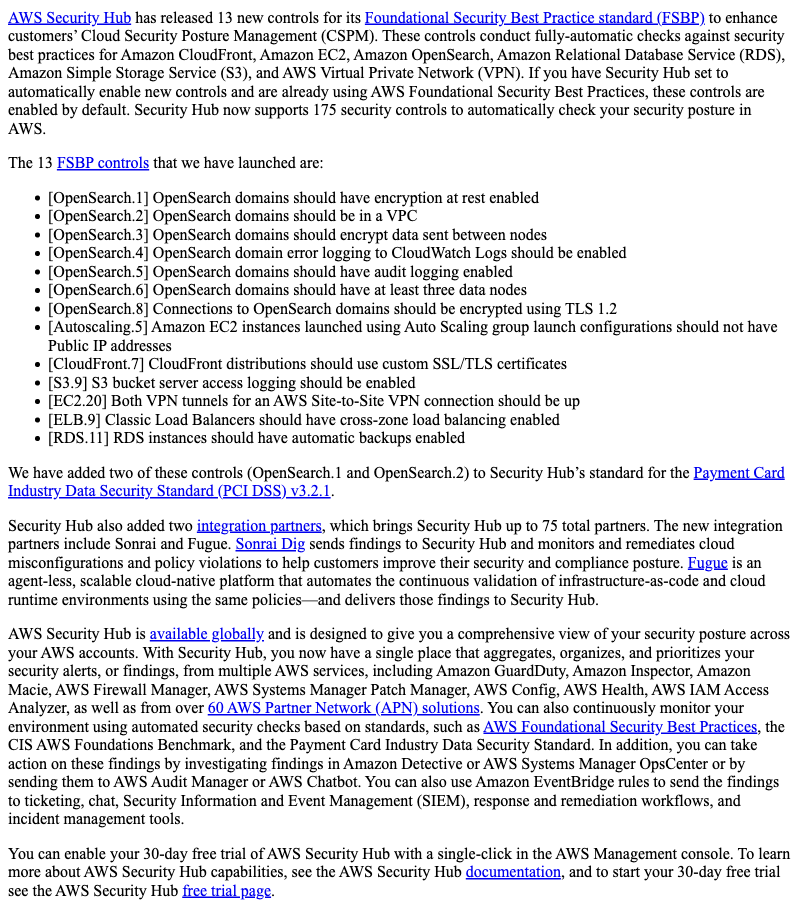 AWS Security Hub has released 13 new controls for its Foundational Security Best Practice standard (FSBP) to enhance
customers’ Cloud Security Posture Management (CSPM). These controls conduct fully-automatic checks against security
best practices for Amazon CloudFront, Amazon EC2, Amazon OpenSearch, Amazon Relational Database Service (RDS),
Amazon Simple Storage Service (S3), and AWS Virtual Private Network (VPN). If you have Security Hub set to
automatically enable new controls and are already using AWS Foundational Security Best Practices, these controls are
enabled by default. Security Hub now supports 175 security controls to automatically check your security posture in
AWS.
The 13 FSBP controls that we have launched are:
• [OpenSearch.1] OpenSearch domains should have encryption at rest enabled
• [OpenSearch.2] OpenSearch domains should be in a VPC
• [OpenSearch.3] OpenSearch domains should encrypt data sent between nodes
• [OpenSearch.4] OpenSearch domain error logging to CloudWatch Logs should be enabled
• [OpenSearch.5] OpenSearch domains should have audit logging enabled
• [OpenSearch.6] OpenSearch domains should have at least three data nodes
• [OpenSearch.8] Connections to OpenSearch domains should be encrypted using TLS 1.2
• [Autoscaling.5] Amazon EC2 instances launched using Auto Scaling group launch configurations should not have
Public IP addresses
• [CloudFront.7] CloudFront distributions should use custom SSL/TLS certificates
• [S3.9] S3 bucket server access logging should be enabled
• [EC2.20] Both VPN tunnels for an AWS Site-to-Site VPN connection should be up
• [ELB.9] Classic Load Balancers should have cross-zone load balancing enabled
• [RDS.11] RDS instances should have automatic backups enabled
We have added two of these controls (OpenSearch.1 and OpenSearch.2) to Security Hub’s standard for the Payment Card
Industry Data Security Standard (PCI DSS) v3.2.1.
Security Hub also added two integration partners, which brings Security Hub up to 75 total partners. The new integration
partners include Sonrai and Fugue. Sonrai Dig sends findings to Security Hub and monitors and remediates cloud
misconfigurations and policy violations to help customers improve their security and compliance posture. Fugue is an
agent-less, scalable cloud-native platform that automates the continuous validation of infrastructure-as-code and cloud
runtime environments using the same policies—and delivers those findings to Security Hub.
AWS Security Hub is available globally and is designed to give you a comprehensive view of your security posture across
your AWS accounts. With Security Hub, you now have a single place that aggregates, organizes, and prioritizes your
security alerts, or findings, from multiple AWS services, including Amazon GuardDuty, Amazon Inspector, Amazon
Macie, AWS Firewall Manager, AWS Systems Manager Patch Manager, AWS Config, AWS Health, AWS IAM Access
Analyzer, as well as from over 60 AWS Partner Network (APN) solutions. You can also continuously monitor your
environment using automated security checks based on standards, such as AWS Foundational Security Best Practices, the
CIS AWS Foundations Benchmark, and the Payment Card Industry Data Security Standard. In addition, you can take
action on these findings by investigating findings in Amazon Detective or AWS Systems Manager OpsCenter or by
sending them to AWS Audit Manager or AWS Chatbot. You can also use Amazon EventBridge rules to send the findings
to ticketing, chat, Security Information and Event Management (SIEM), response and remediation workflows, and
incident management tools.
You can enable your 30-day free trial of AWS Security Hub with a single-click in the AWS Management console. To learn
more about AWS Security Hub capabilities, see the AWS Security Hub documentation, and to start your 30-day free trial
see the AWS Security Hub free trial page.